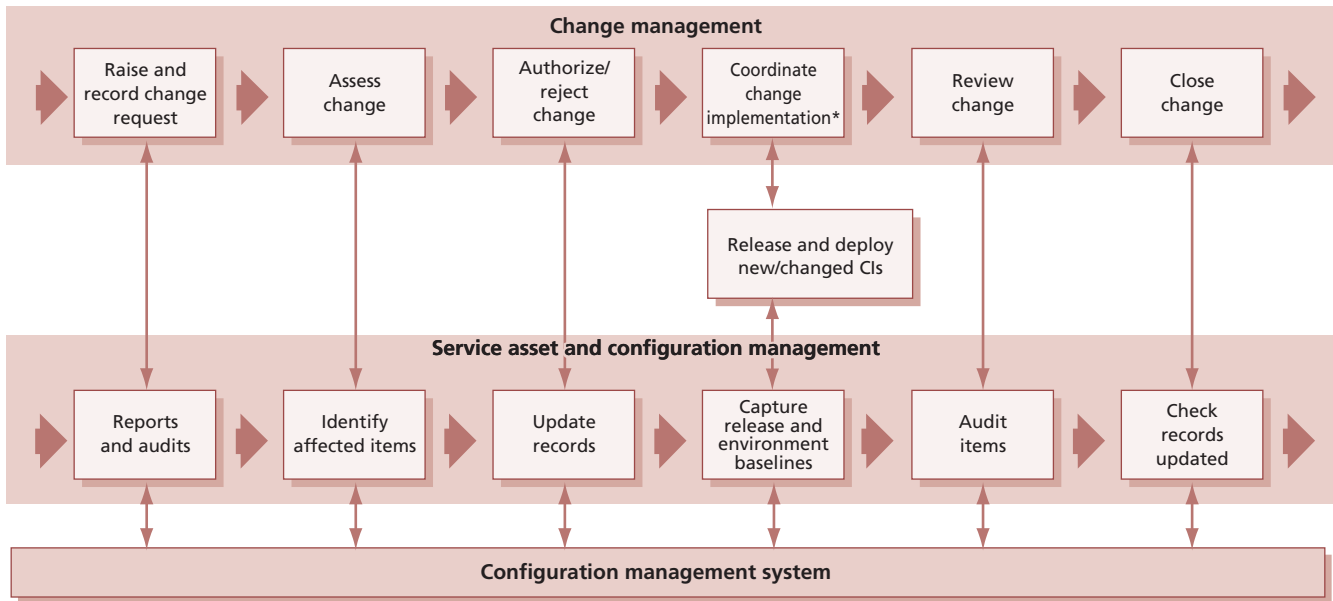 Change management
Raise and
record change
request
Assess
change
Authorize/
reject
change
Coordinate
change
implementation*
Review
change
Close
change
Release and deploy
new/changed CIs
Service asset and configuration management
Reports
and audits
Identify
affected items
Update
records
Capture
release and
environment
baselines
Audit
items
Check
records
updated
Configuration management system